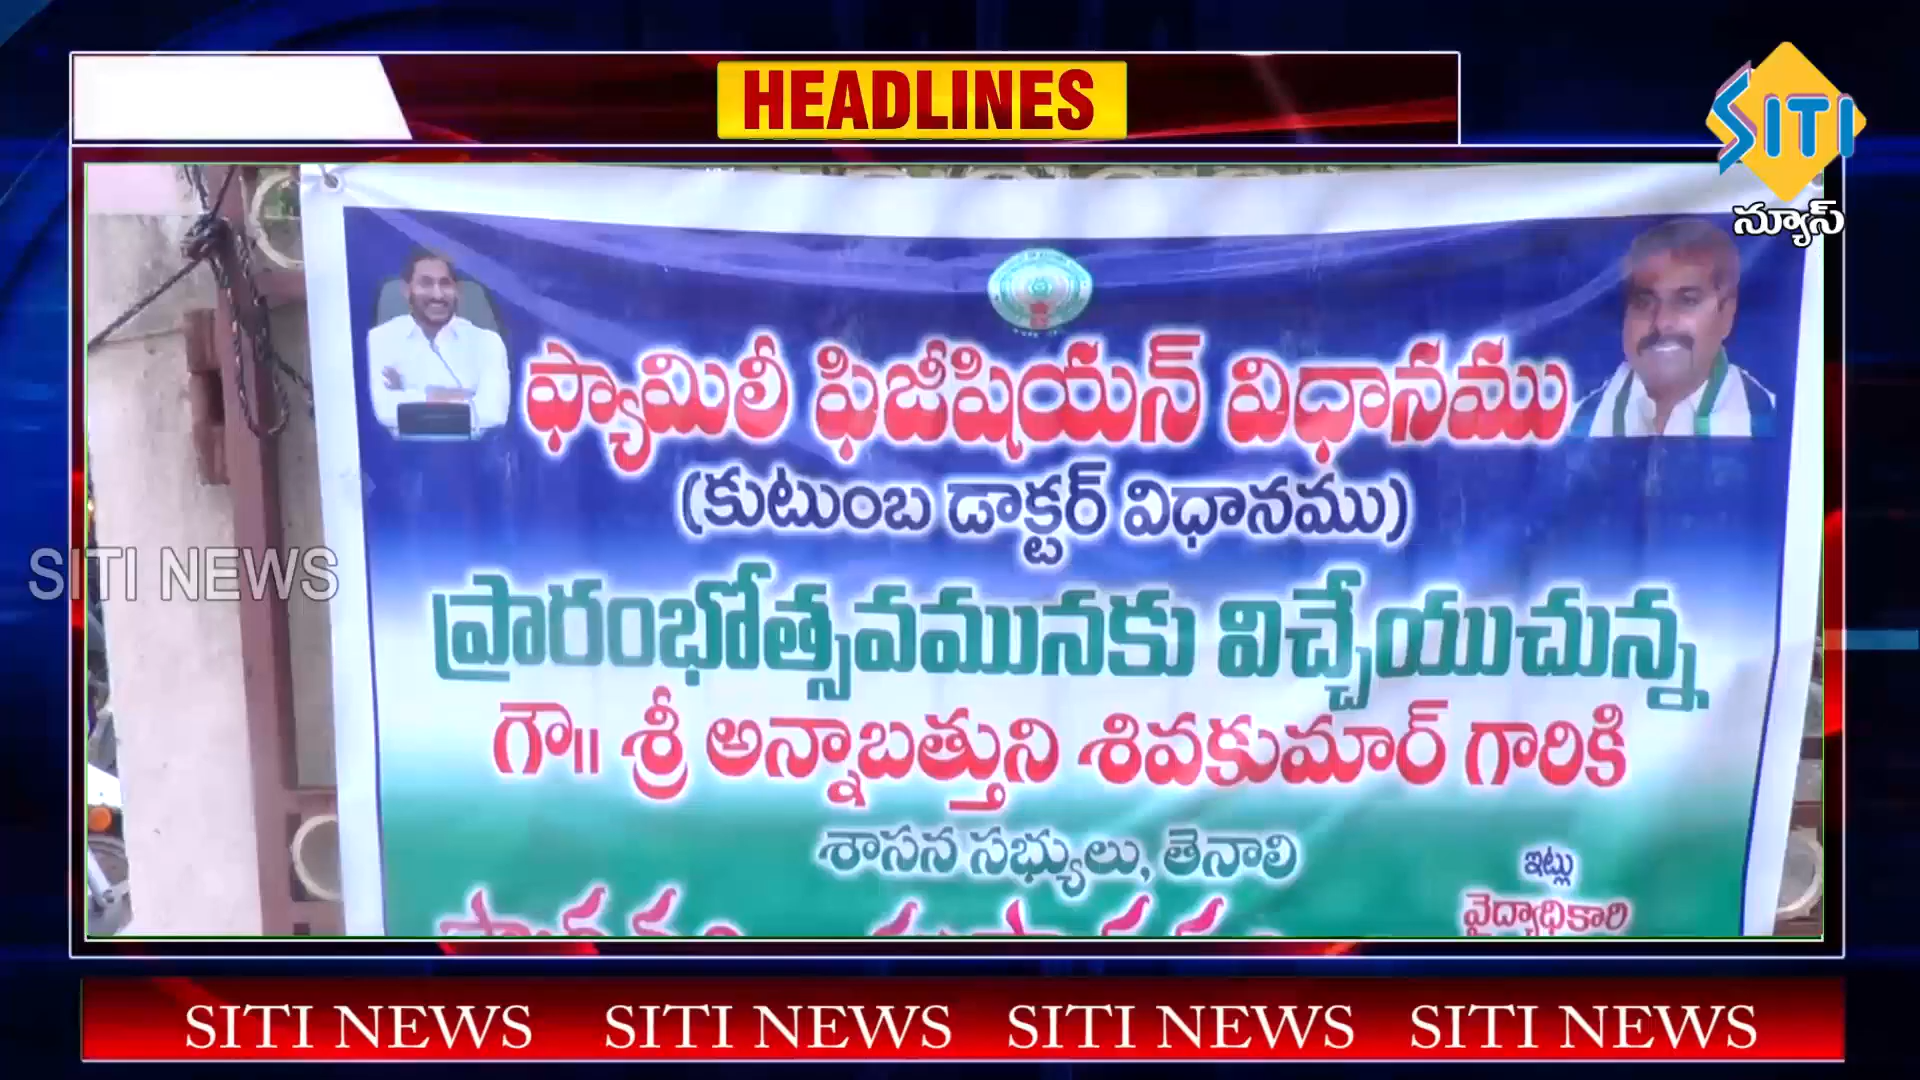 HEADLINES
SITI
న్యూస్
ఫ్యామిలీ ఫిజీషియన్ విధానము
(కుటుంబ డాక్టర్ విధానము)
ప్రారంభోత్సవమునకు విచ్చేయుచున్న
SITI NEWS
గౌ॥ శ్రీ అన్నాబత్తుని శివకుమార్ గారికి
శాసన సభ్యులు, తెనాలి
ఇట్లు
వైద్యాధికారి
SITI NEWS SITI NEWS SITI NEWS SITI NEWS